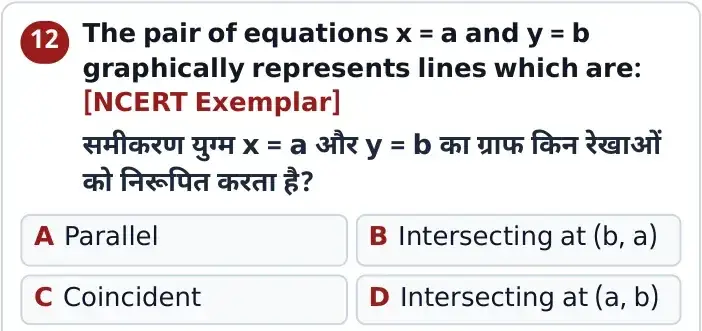 12 The pair of equations x = a and y = b
graphically represents lines which are:
[NCERT Exemplar]
समीकरण युग्म x = a और y = b का ग्राफ किन रेखाओं
को निरूपित करता है?
A Parallel
B Intersecting at (b, a)
C Coincident
D Intersecting at (a, b)